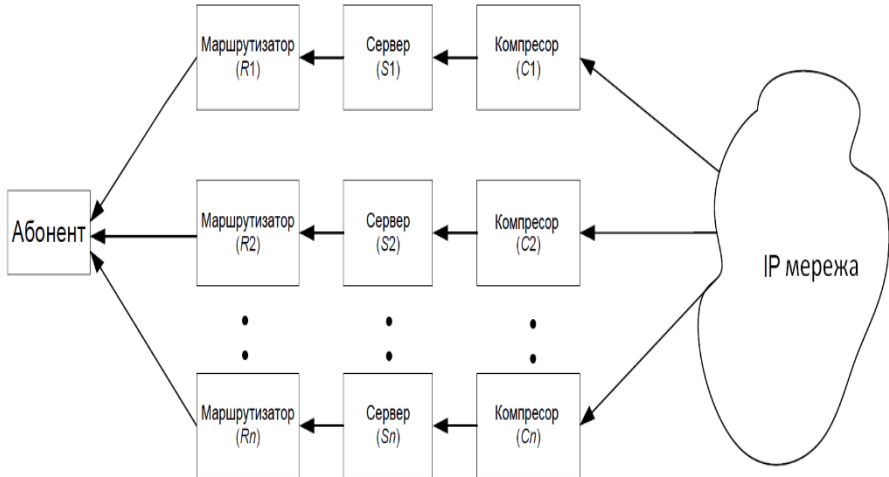 Маршрутизатор
(R1)
Сервер
(S1)
Компресор
(C1)
Абонент
Маршрутизатор
(R2)
Сервер
(S2)
Компресор
(C2)
IP мережа
Маршрутизатор
(Rn)
Сервер
(Sn)
Компресор
(Cn)